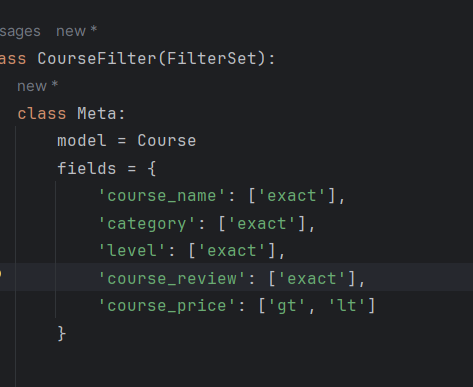 sages new *
ass CourseFilter(FilterSet):
new *
class Meta:
model = Course
fields = {
'course_name': ['exact'],
'category': ['exact'],
'level': ['exact'],
'course_review': ['exact'],
'course_price': ['gt', 'lt']
}